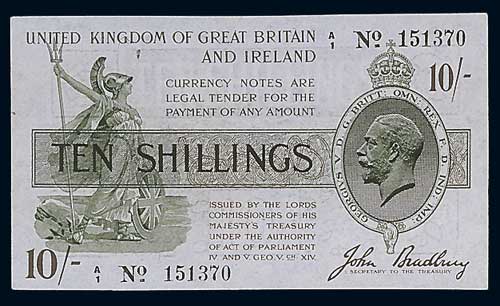 UNITED KINGDOM OF GREAT BRITAIN
AND IRELAND
A/1 No. 151370
10/-
CURRENCY NOTES ARE
LEGAL TENDER FOR THE
PAYMENT OF ANY AMOUNT
TEN SHILLINGS
GEORGIVS V D. G. BRITT: OMN: REX F. D. IND: IMP:
ISSUED BY THE LORDS
COMMISSIONERS OF HIS
MAJESTY'S TREASURY
UNDER THE AUTHORITY
OF ACT OF PARLIAMENT
IV AND V. GEO. V. CH. XIV.
10/-
A/1 No. 151370
John Bradbury
SECRETARY TO THE TREASURY